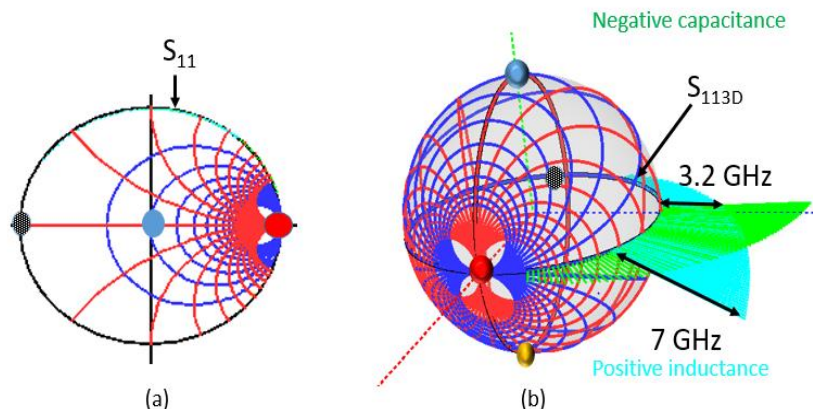 S11
(a)
Negative capacitance
S113D
3.2 GHz
7 GHz
Positive inductance
(b)